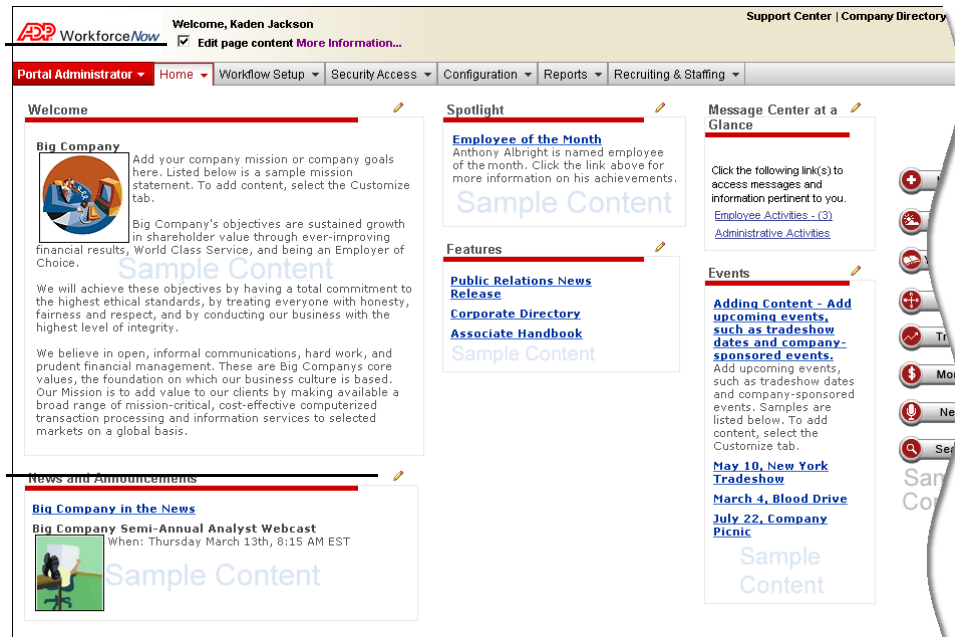 Support Center | Company Directory
ADP WorkforceNow
Welcome, Kaden Jackson
Edit page content More Information...
Portal Administrator Home Workflow Setup Security Access Configuration Reports Recruiting & Staffing
Welcome
Big Company
Add your company mission or company goals
here. Listed below is a sample mission
statement. To add content, select the Customize
tab.
Big Company's objectives are sustained growth
in shareholder value through ever-improving
financial results, World Class Service, and being an Employer of
Choice.
Sample Content
We will achieve these objectives by having a total commitment to
the highest ethical standards, by treating everyone with honesty,
fairness and respect, and by conducting our business with the
highest level of integrity.
We believe in open, informal communications, hard work, and
prudent financial management. These are Big Companys core
values, the foundation on which our business culture is based.
Our Mission is to add value to our clients by making available a
broad range of mission-critical, cost-effective computerized
transaction processing and information services to selected
markets on a global basis.
News and Announcements
Big Company in the News
Big Company Semi-Annual Analyst Webcast
When: Thursday March 13th, 8:15 AM EST
Sample Content
Spotlight
Employee of the Month
Anthony Albright is named employee
of the month. Click the link above for
more information on his achievements.
Sample Content
Features
Public Relations News
Release
Corporate Directory
Associate Handbook
Sample Content
Message Center at a
Glance
Click the following link(s) to
access messages and
information pertinent to you.
Employee Activities - (3)
Administrative Activities
Events
Adding Content - Add
upcoming events,
such as tradeshow
dates and company-
sponsored events.
Add upcoming events,
such as tradeshow dates
and company-sponsored
events. Samples are
listed below. To add
content, select the
Customize tab.
May 10, New York
Tradeshow
March 4, Blood Drive
July 22, Company
Picnic
Sample
Content